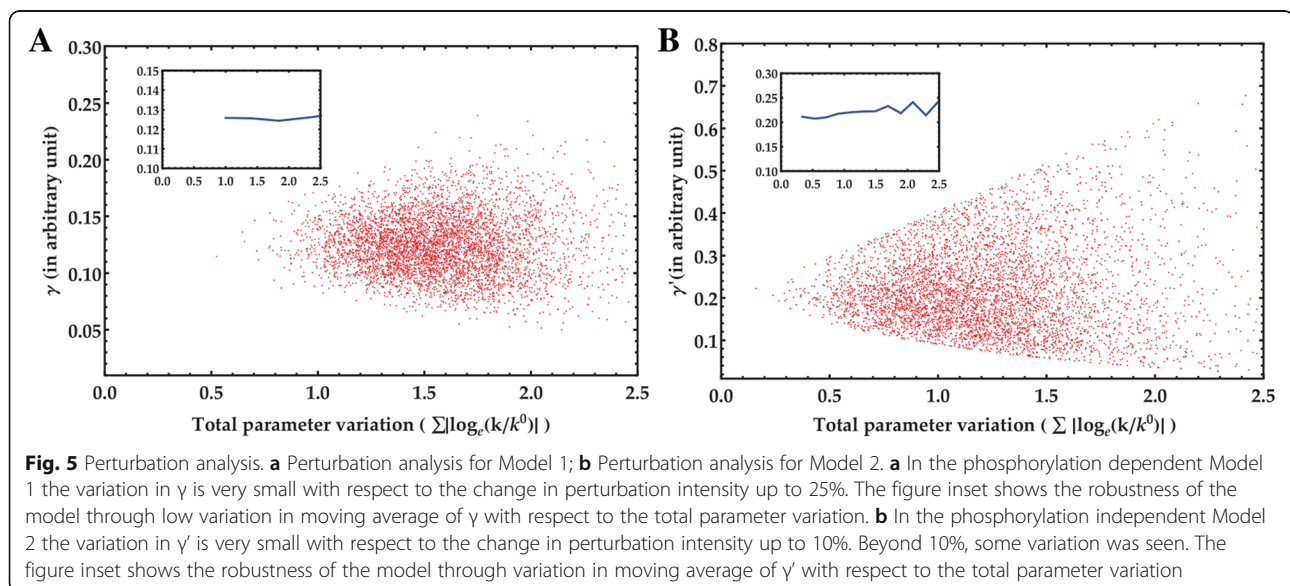 A
B
0.30
0.25
0.20
0.15
0.10
0.05
γ (in arbitrary unit)
0.15
0.14
0.13
0.12
0.11
0.10
0.0 0.5 1.0 1.5 2.0 2.5
0.0 0.5 1.0 1.5 2.0 2.5
Total parameter variation ( Σ|logₑ(k/k⁰)| )
0.8
0.7
0.6
0.5
0.4
0.3
0.2
0.1
γ'(in arbitrary unit)
0.30
0.25
0.20
0.15
0.10
0.0 0.5 1.0 1.5 2.0 2.5
0.0 0.5 1.0 1.5 2.0 2.5
Total parameter variation ( Σ |logₑ(k/k⁰)| )
Fig. 5 Perturbation analysis. a Perturbation analysis for Model 1; b Perturbation analysis for Model 2. a In the phosphorylation dependent Model
1 the variation in γ is very small with respect to the change in perturbation intensity up to 25%. The figure inset shows the robustness of the
model through low variation in moving average of γ with respect to the total parameter variation. b In the phosphorylation independent Model
2 the variation in γ′ is very small with respect to the change in perturbation intensity up to 10%. Beyond 10%, some variation was seen. The
figure inset shows the robustness of the model through variation in moving average of γ′ with respect to the total parameter variation